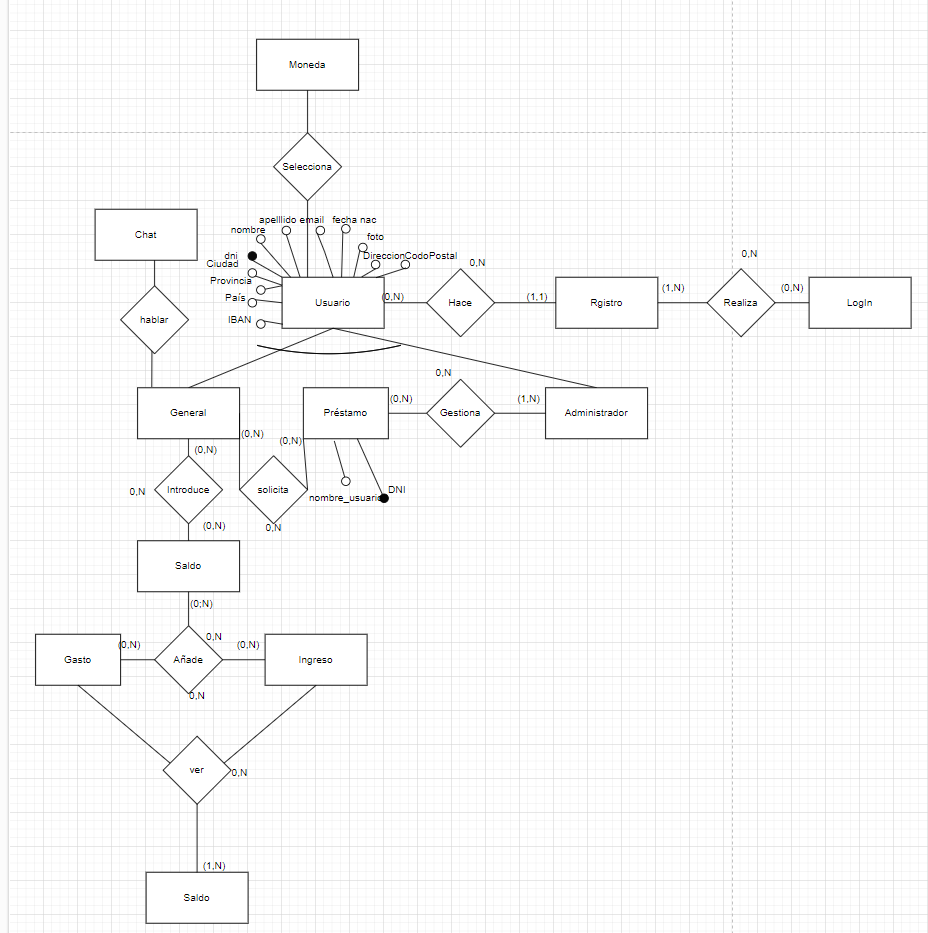 Moneda
Selecciona
apelllido email fecha nac
nombre
foto
dni
Ciudad
DireccionCodoPostal
Provincia
País
IBAN
Chat
hablar
Usuario
(0,N)
Hace
0,N
(1,1)
Rgistro
(1,N)
Realiza
0,N
(0,N)
LogIn
General
(0,N)
Préstamo
(0,N)
0,N
Gestiona
(1,N)
Administrador
(0,N)
(0,N)
0,N
Introduce
solicita
nombre_usuario
DNI
(0,N)
0,N
Saldo
(0;N)
0,N
(0,N)
(0,N)
Gasto
Añade
Ingreso
0,N
ver
0,N
(1,N)
Saldo